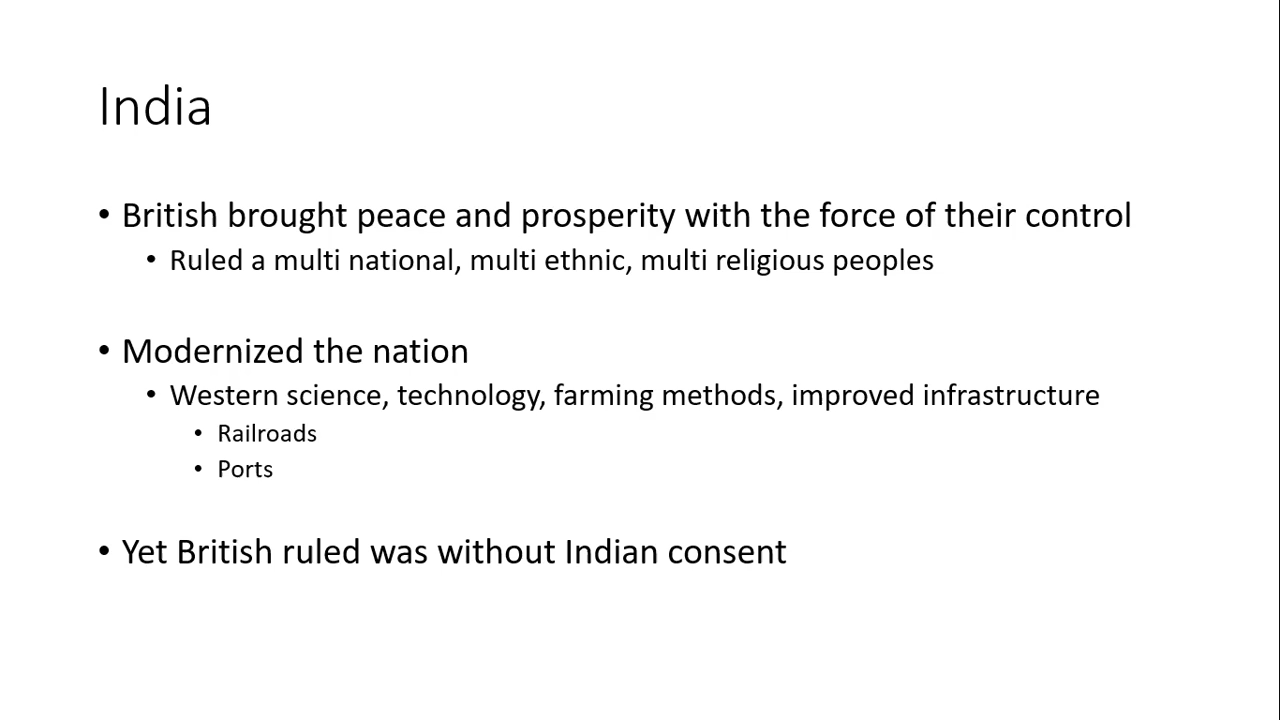 India
• British brought peace and prosperity with the force of their control
• Ruled a multi national, multi ethnic, multi religious peoples
• Modernized the nation
• Western science, technology, farming methods, improved infrastructure
• Railroads
• Ports
• Yet British ruled was without Indian consent